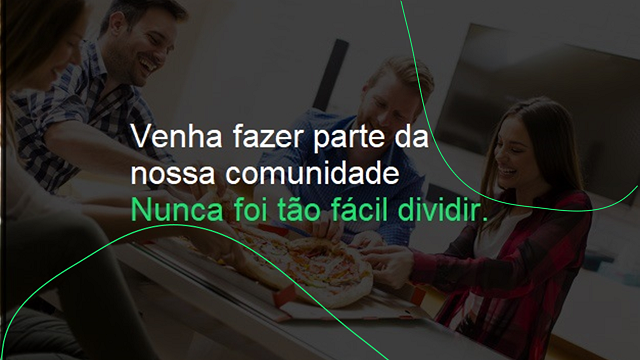 Venha fazer parte da
nossa comunidade
Nunca foi tão fácil dividir.